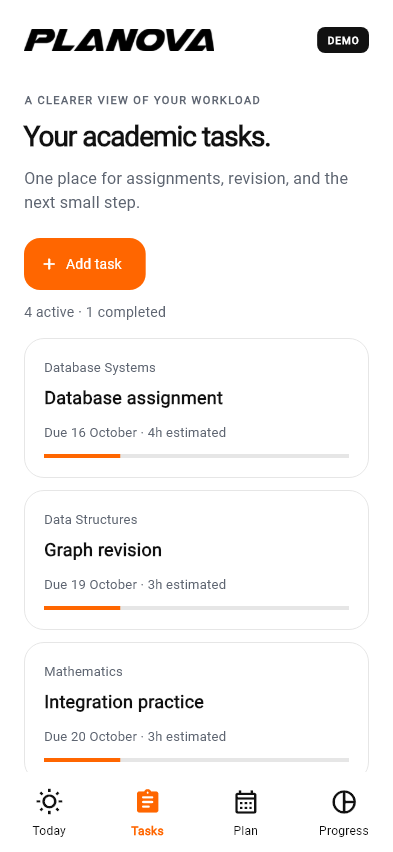 PLANOVA
DEMO
A CLEARER VIEW OF YOUR WORKLOAD
Your academic tasks.
One place for assignments, revision, and the
next small step.
+ Add task
4 active · 1 completed
Database Systems
Database assignment
Due 16 October · 4h estimated
Data Structures
Graph revision
Due 19 October · 3h estimated
Mathematics
Integration practice
Due 20 October · 3h estimated
Today
Tasks
Plan
Progress